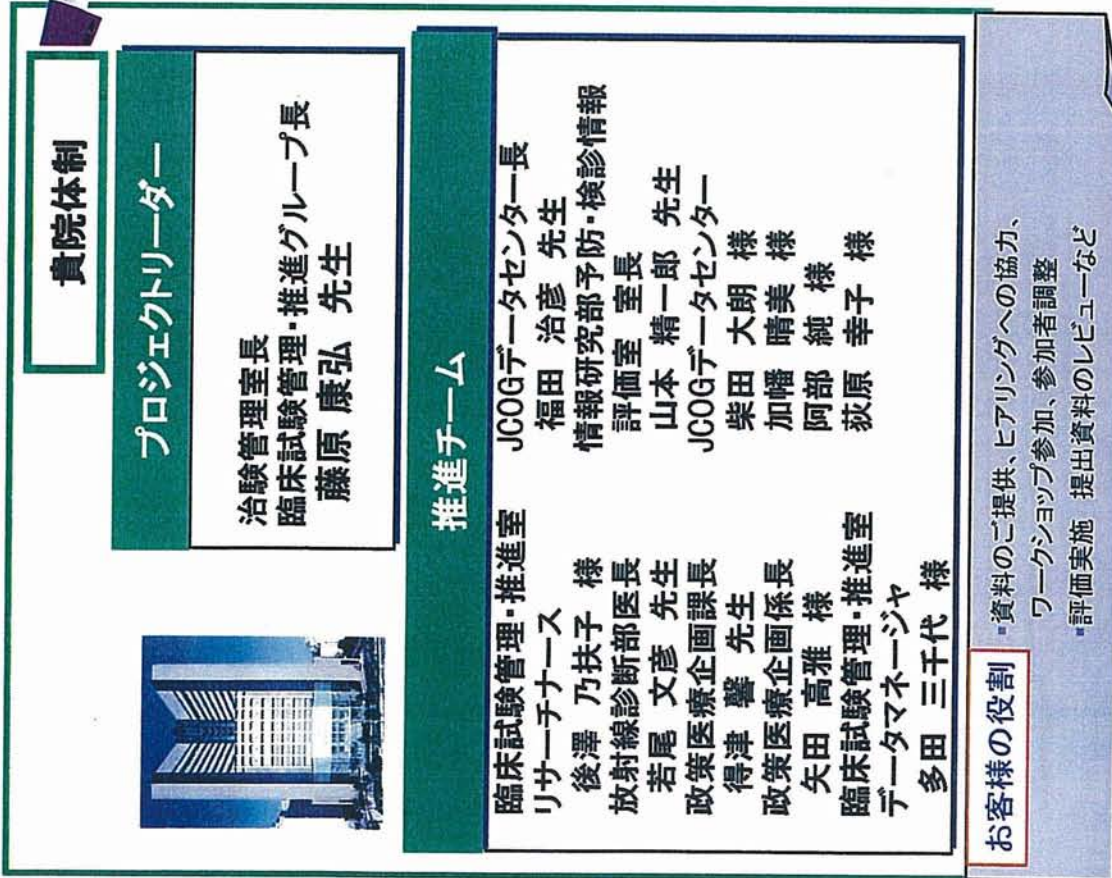 貴院体制
プロジェクトリーダー
治験管理室長
臨床試験管理・推進グループ長
藤原 康弘 先生
推進チーム
臨床試験管理・推進室
リサーチナース
後澤 乃扶子 様
放射線診断部医長
若尾 文彦 先生
政策医療企画課長
得津 馨 先生
政策医療企画係長
矢田 高雅 様
臨床試験管理・推進室
データマネージャ
多田 三千代 様
JCOGデータセンター長
福田 治彦 先生
情報研究部予防・検診情報
評価室 室長
山本 精一郎 先生
JCOGデータセンター
柴田 大朗 様
加幡 晴美 様
阿部 純 様
荻原 幸子 様
お客様の役割
▪資料のご提供、ヒアリングへの協力、
ワークショップ参加、参加者調整
▪評価実施 提出資料のレビューなど